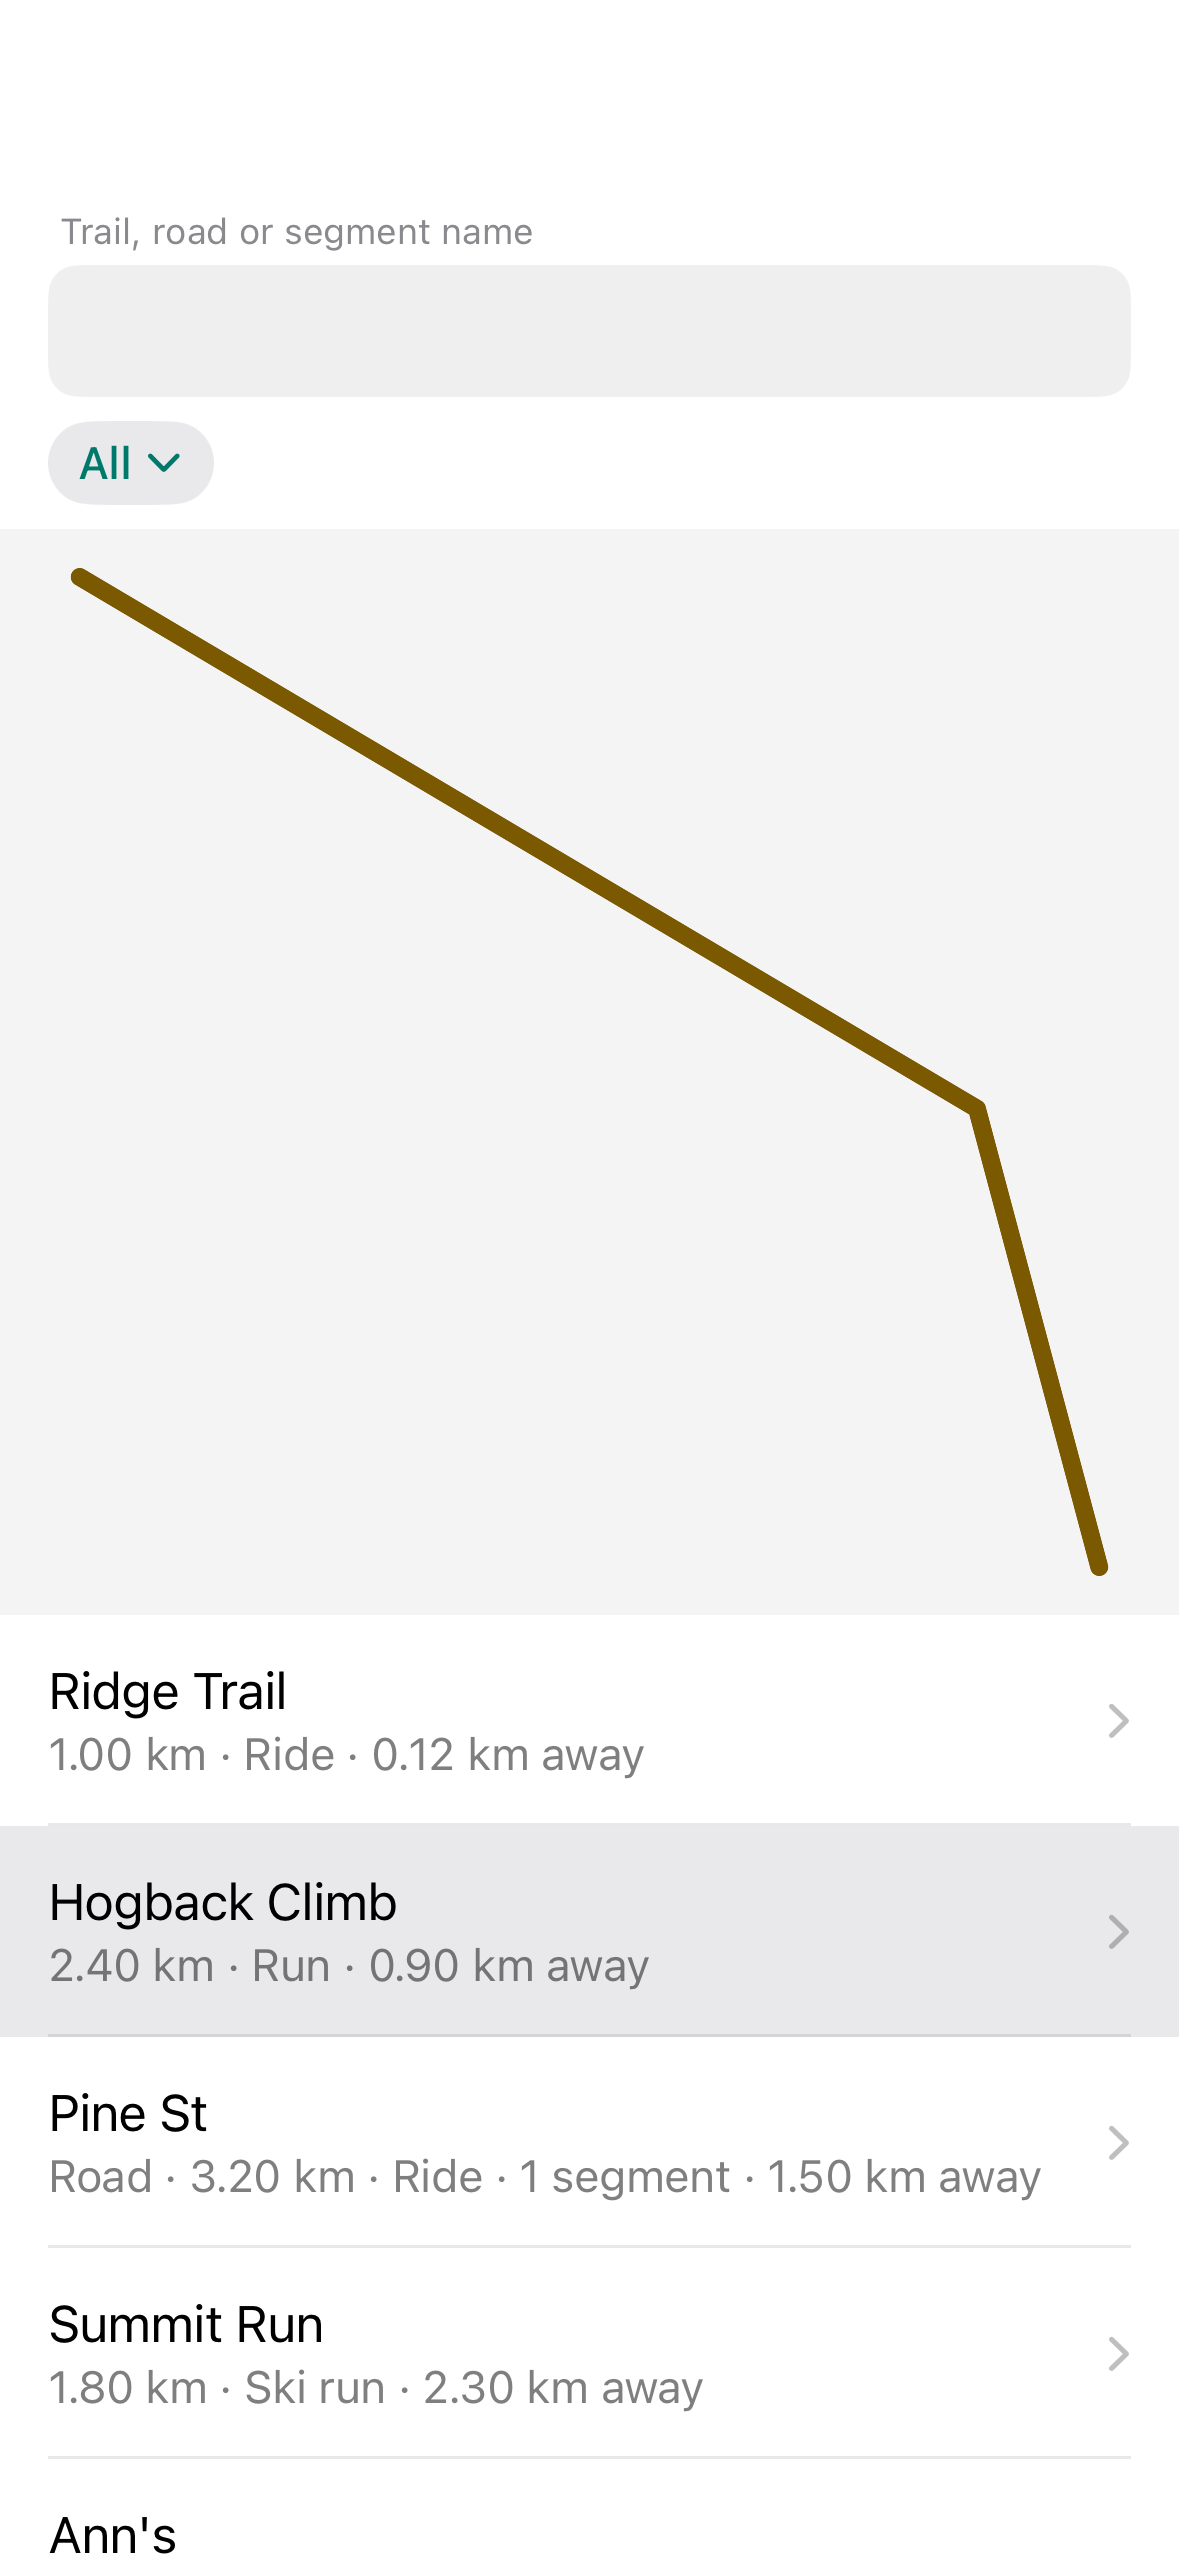 Trail, road or segment name
All
Ridge Trail
1.00 km · Ride · 0.12 km away
Hogback Climb
2.40 km · Run · 0.90 km away
Pine St
Road · 3.20 km · Ride · 1 segment · 1.50 km away
Summit Run
1.80 km · Ski run · 2.30 km away
Ann's